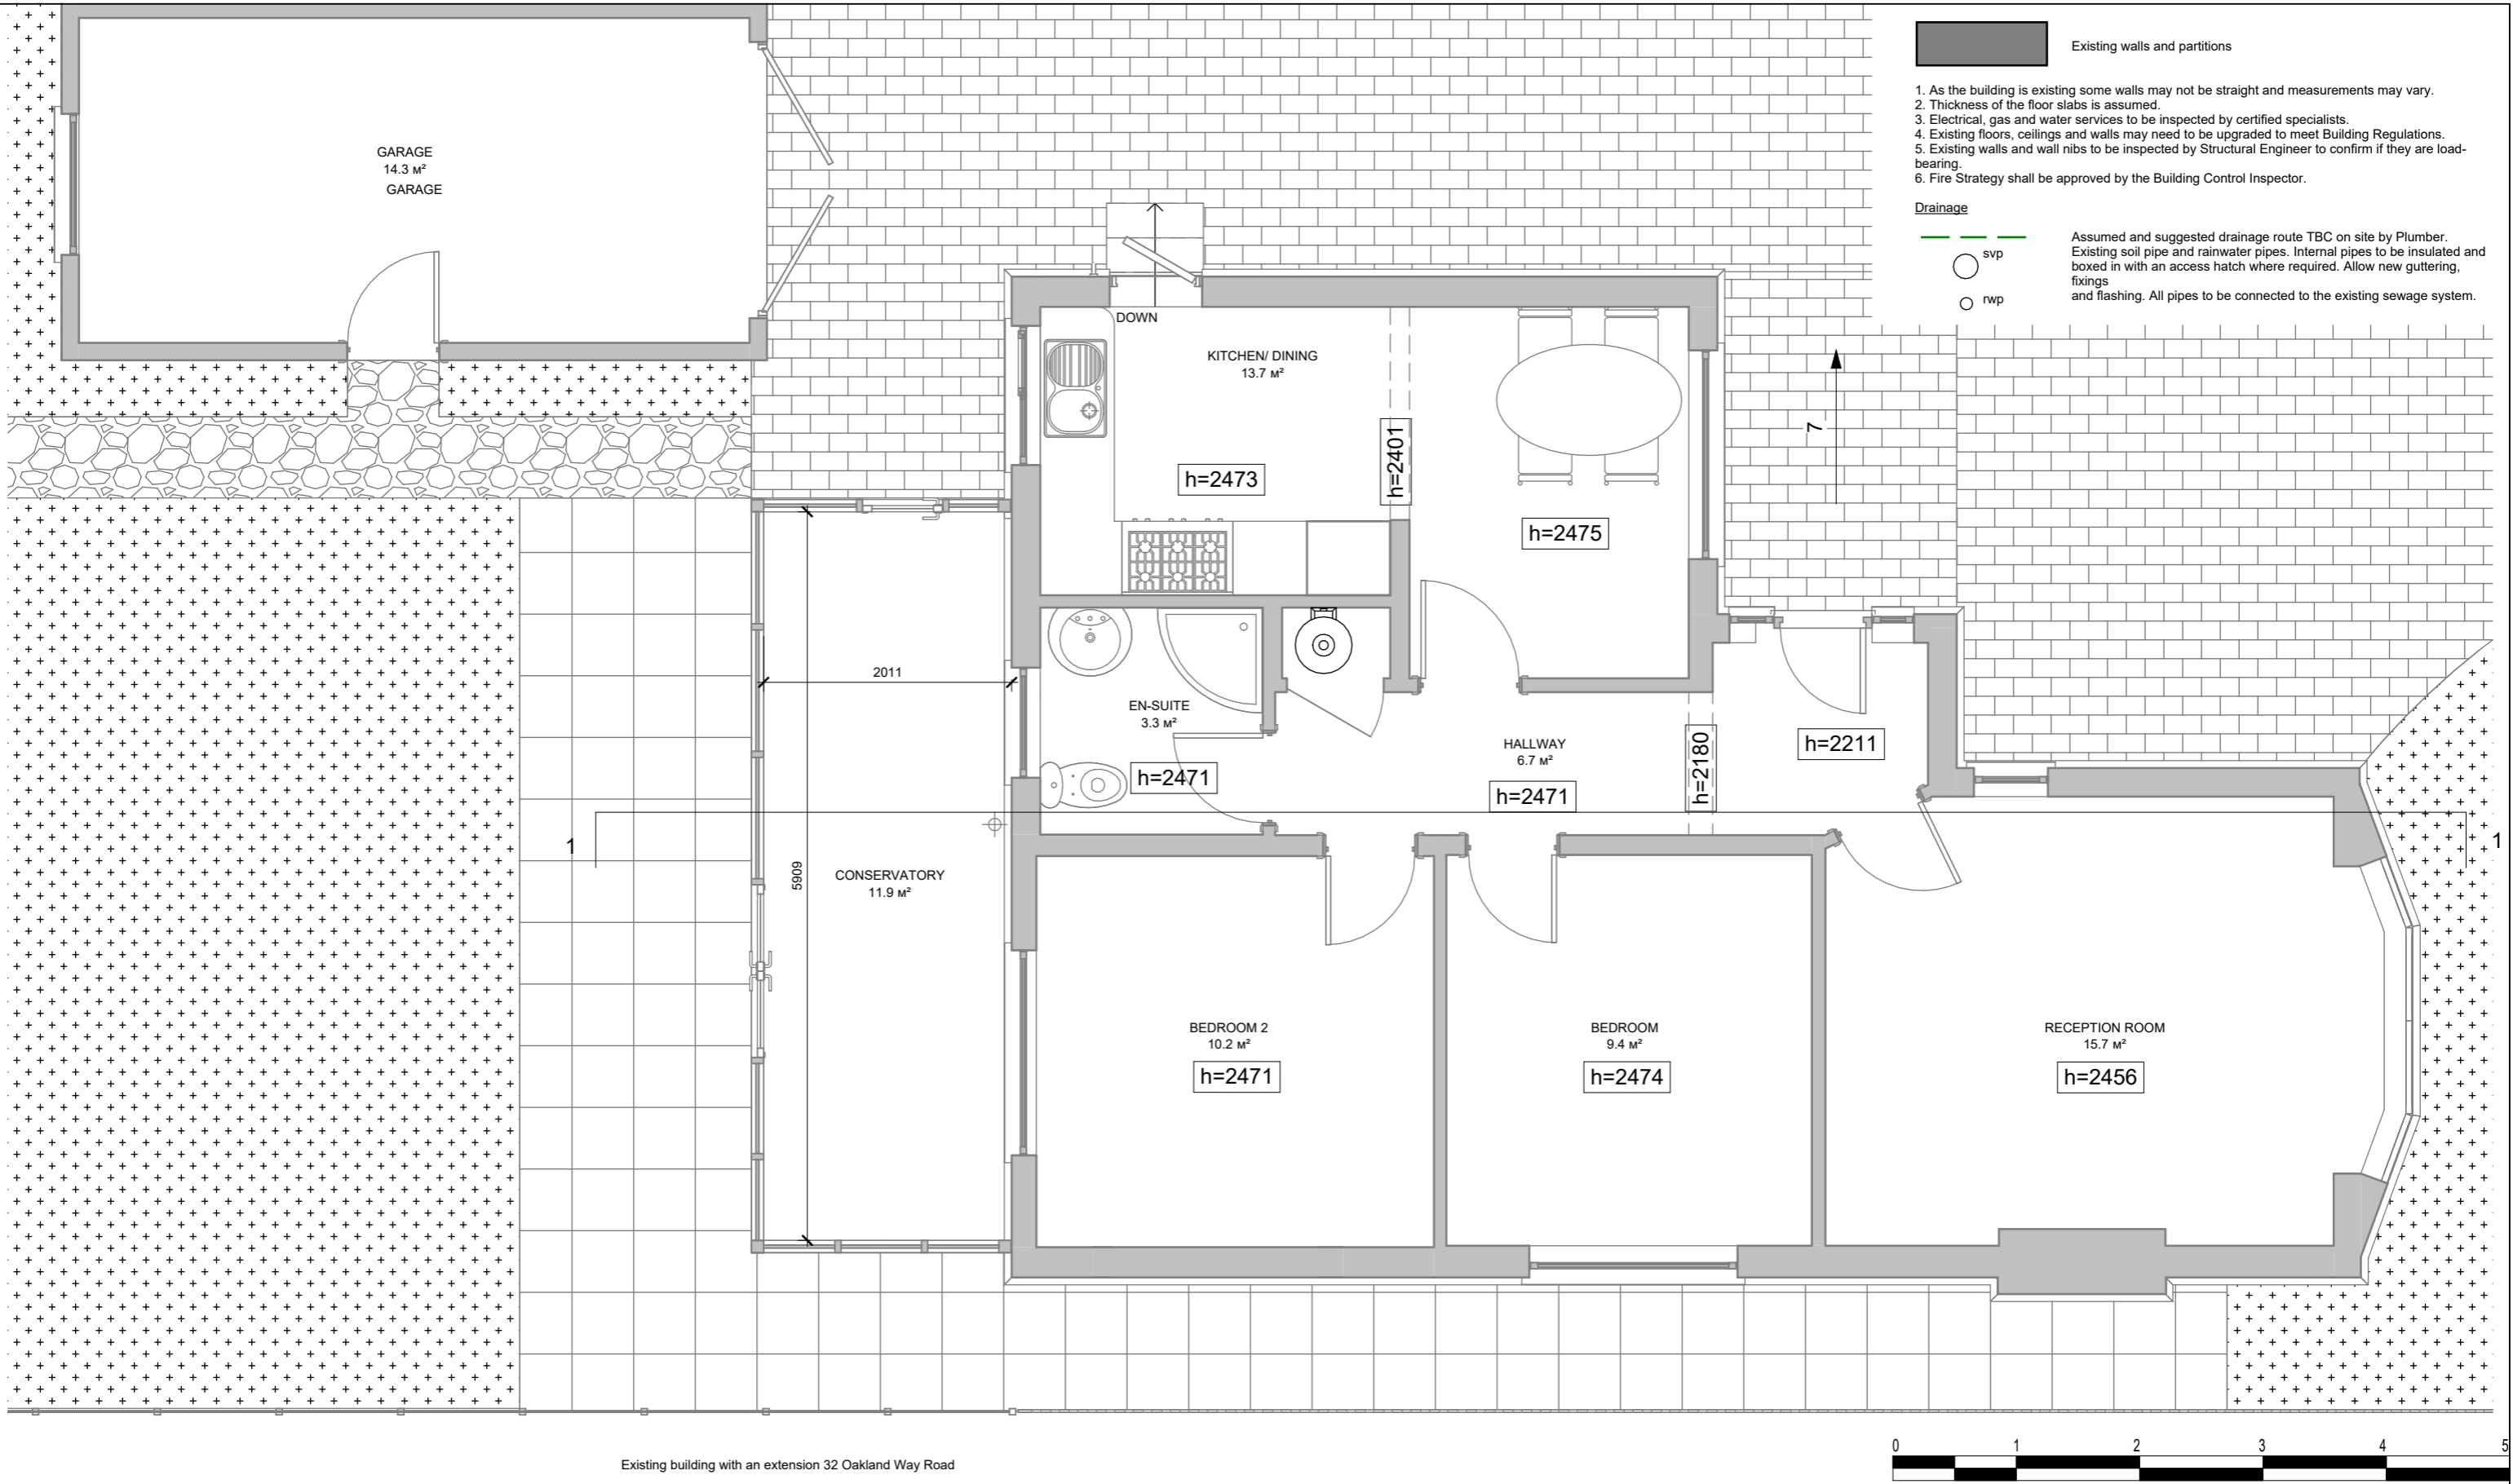 Existing walls and partitions
1. As the building is existing some walls may not be straight and measurements may vary.
2. Thickness of the floor slabs is assumed.
3. Electrical, gas and water services to be inspected by certified specialists.
4. Existing floors, ceilings and walls may need to be upgraded to meet Building Regulations.
5. Existing walls and wall nibs to be inspected by Structural Engineer to confirm if they are load-
bearing.
6. Fire Strategy shall be approved by the Building Control Inspector.
Drainage
Assumed and suggested drainage route TBC on site by Plumber.
svp
Existing soil pipe and rainwater pipes. Internal pipes to be insulated and
boxed in with an access hatch where required. Allow new guttering,
fixings
rwp
and flashing. All pipes to be connected to the existing sewage system.
GARAGE
14.3 м²
GARAGE
DOWN
KITCHEN/ DINING
13.7 м²
h=2473
h=2401
h=2475
7
2011
EN-SUITE
3.3 м²
h=2471
HALLWAY
6.7 м²
h=2471
h=2180
h=2211
1
1
5909
CONSERVATORY
11.9 м²
BEDROOM 2
10.2 м²
h=2471
BEDROOM
9.4 м²
h=2474
RECEPTION ROOM
15.7 м²
h=2456
0 1 2 3 4 5
Existing building with an extension 32 Oakland Way Road